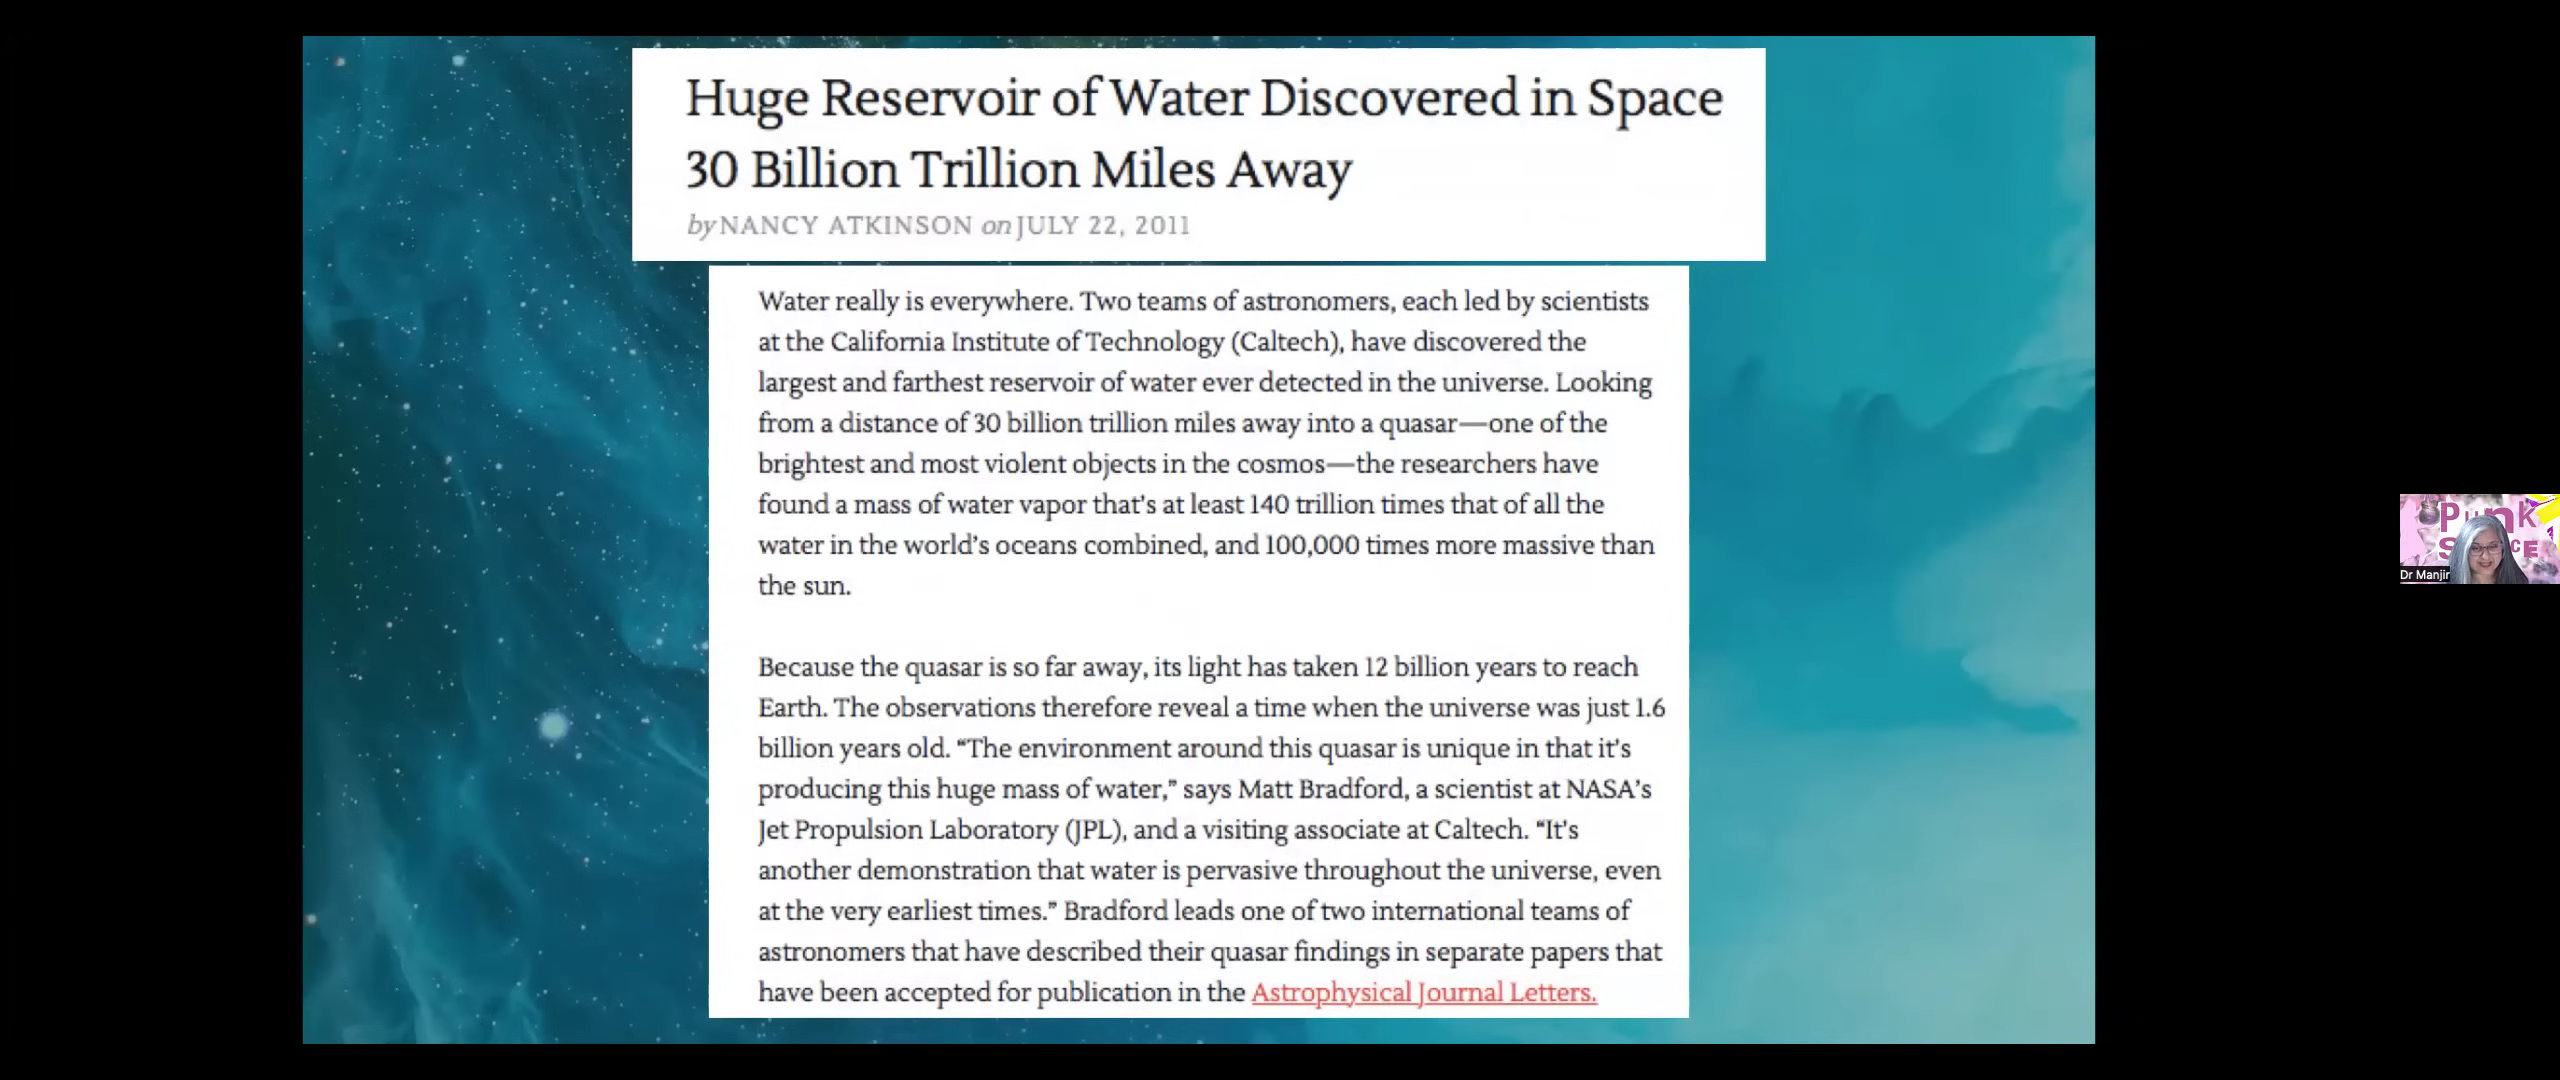 Huge Reservoir of Water Discovered in Space
30 Billion Trillion Miles Away
by NANCY ATKINSON on JULY 22, 2011
Water really is everywhere. Two teams of astronomers, each led by scientists
at the California Institute of Technology (Caltech), have discovered the
largest and farthest reservoir of water ever detected in the universe. Looking
from a distance of 30 billion trillion miles away into a quasar—one of the
brightest and most violent objects in the cosmos—the researchers have
found a mass of water vapor that's at least 140 trillion times that of all the
water in the world's oceans combined, and 100,000 times more massive than
the sun.
Because the quasar is so far away, its light has taken 12 billion years to reach
Earth. The observations therefore reveal a time when the universe was just 1.6
billion years old. “The environment around this quasar is unique in that it's
producing this huge mass of water,” says Matt Bradford, a scientist at NASA's
Jet Propulsion Laboratory (JPL), and a visiting associate at Caltech. “It's
another demonstration that water is pervasive throughout the universe, even
at the very earliest times.” Bradford leads one of two international teams of
astronomers that have described their quasar findings in separate papers that
have been accepted for publication in the Astrophysical Journal Letters.
Punk
Dr Manjir